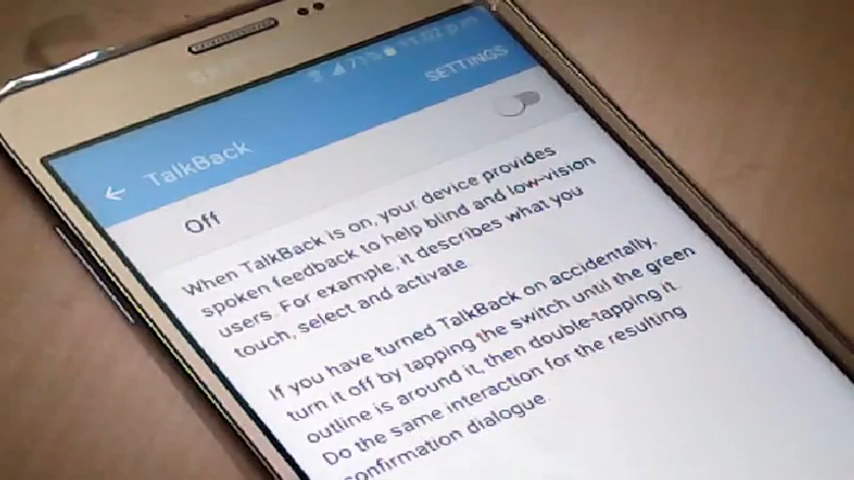 11:02 pm
SETTINGS
TalkBack
Off
When TalkBack is on, your device provides
spoken feedback to help blind and low-vision
users. For example, it describes what you
touch, select and activate.
If you have turned TalkBack on accidentally,
turn it off by tapping the switch until the green
outline is around it, then double-tapping it.
Do the same interaction for the resulting
confirmation dialogue.